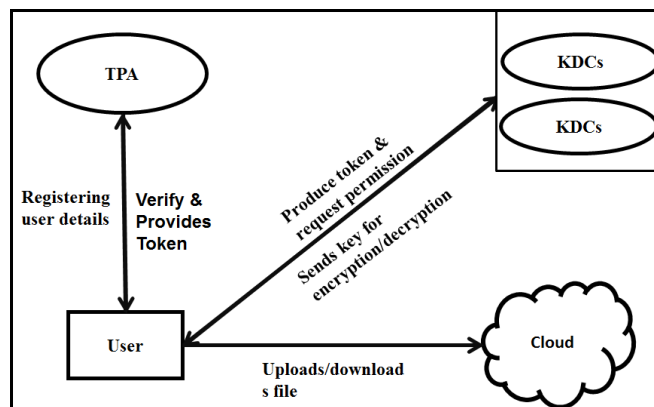 TPA
KDCs
KDCs
Registering
user details
Verify &
Provides
Token
Produce token &
request permission
Sends key for
encryption/decryption
User
Uploads/download
s file
Cloud